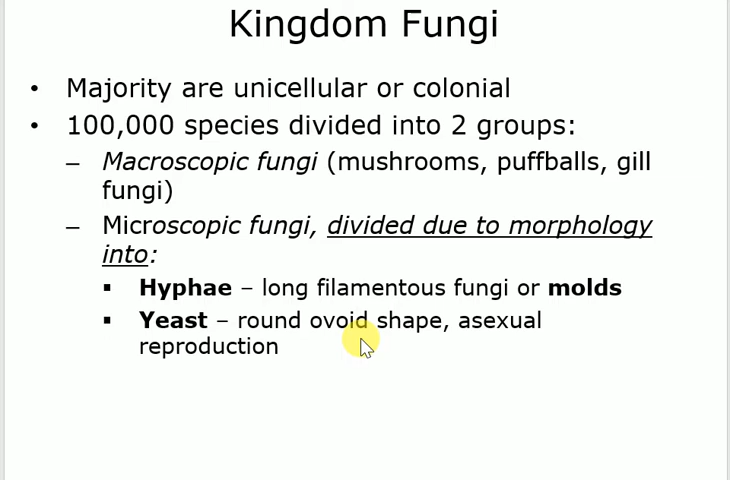 Kingdom Fungi
• Majority are unicellular or colonial
• 100,000 species divided into 2 groups:
– Macroscopic fungi (mushrooms, puffballs, gill
fungi)
– Microscopic fungi, divided due to morphology
into:
▪ Hyphae – long filamentous fungi or molds
▪ Yeast – round ovoid shape, asexual
reproduction